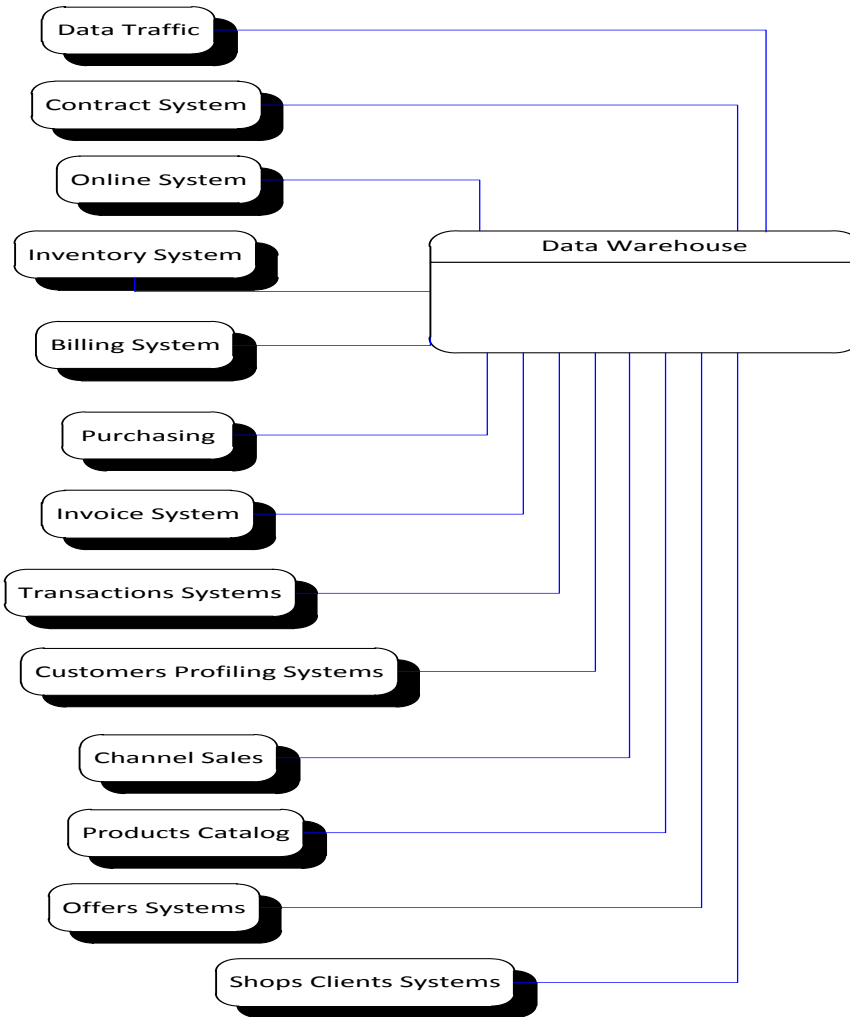 Data Traffic
Contract System
Online System
Inventory System
Data Warehouse
Billing System
Purchasing
Invoice System
Transactions Systems
Customers Profiling Systems
Channel Sales
Products Catalog
Offers Systems
Shops Clients Systems